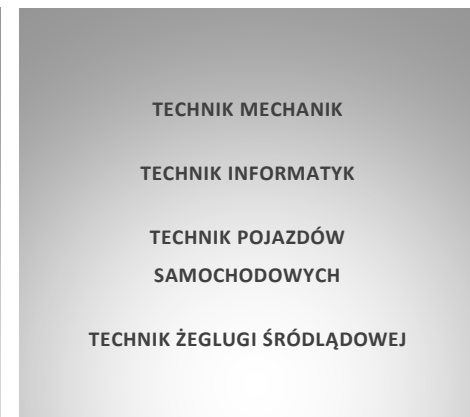 TECHNIK MECHANIK
TECHNIK INFORMATYK
TECHNIK POJAZDÓW
SAMOCHODOWYCH
TECHNIK ŻEGLUGI ŚRÓDLĄDOWEJ